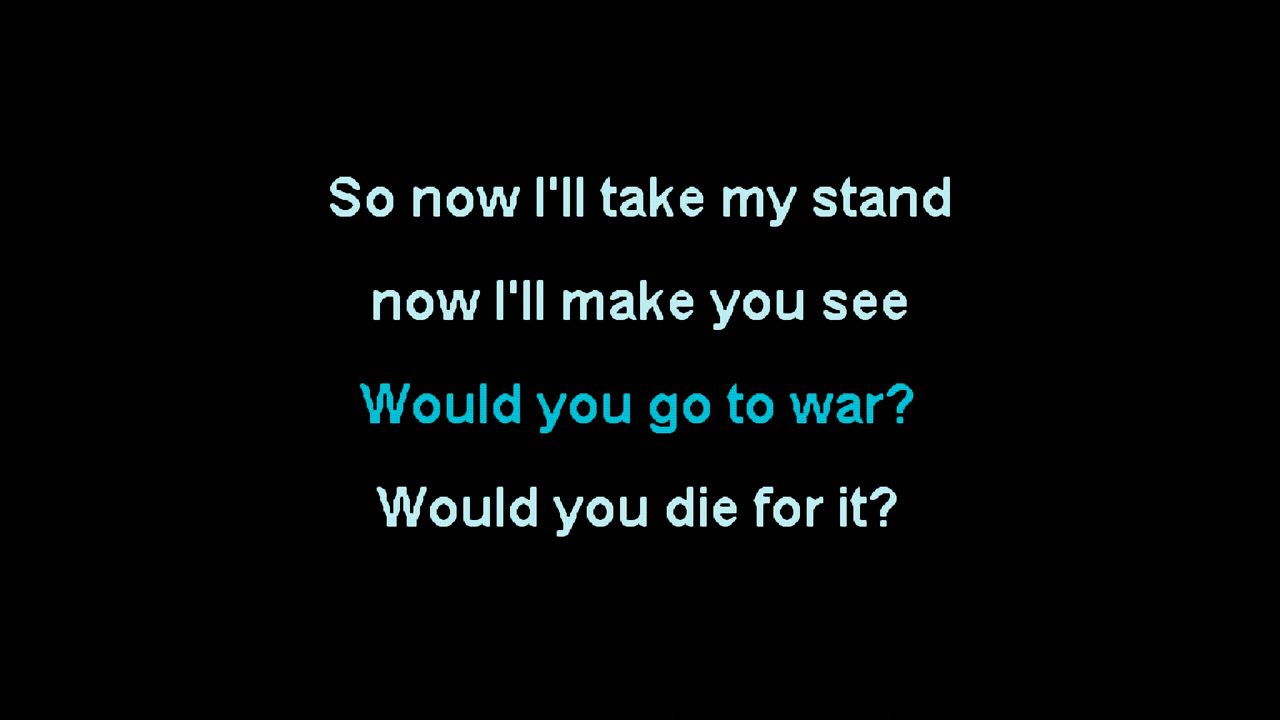 So now I'll take my stand
now I'll make you see
Would you go to war?
Would you die for it?